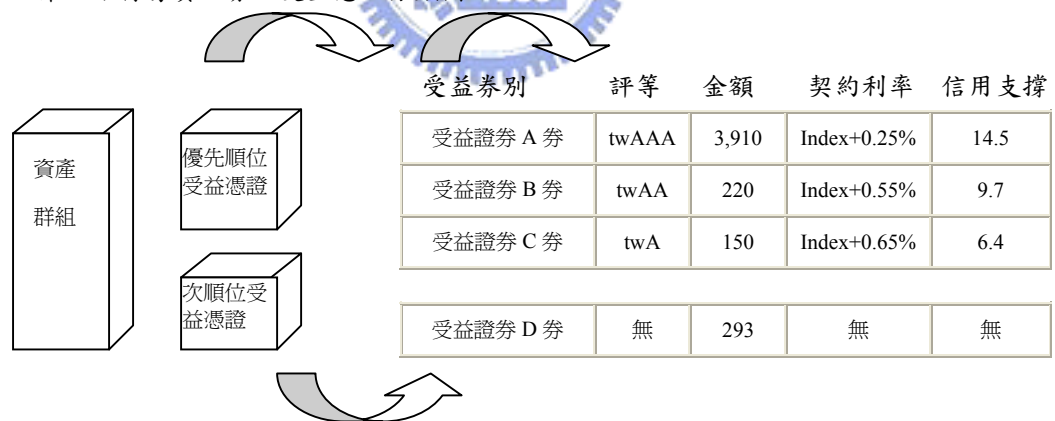 受益券別 評等 金額 契約利率 信用支撐
受益證券 A 券 twAAA 3,910 Index+0.25% 14.5
受益證券 B 券 twAA 220 Index+0.55% 9.7
受益證券 C 券 twA 150 Index+0.65% 6.4
受益證券 D 券 無 293 無 無
資產
群組
優先順位
受益憑證
次順位受
益憑證